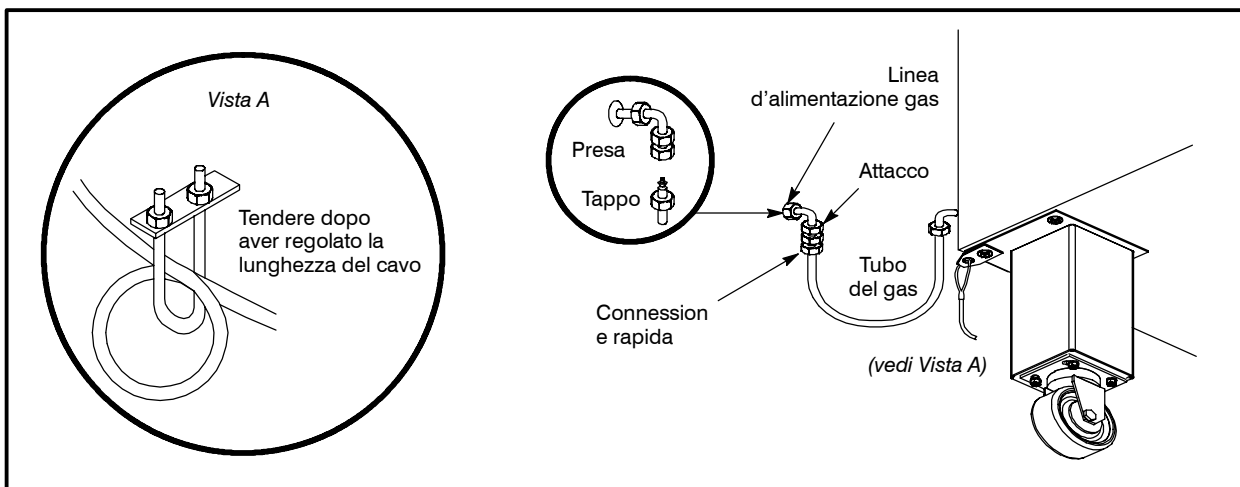 Vista A
Tendere dopo
aver regolato la
lunghezza del cavo
Presa
Tappo
Linea
d'alimentazione gas
Attacco
Tubo
del gas
Connession
e rapida
(vedi Vista A)